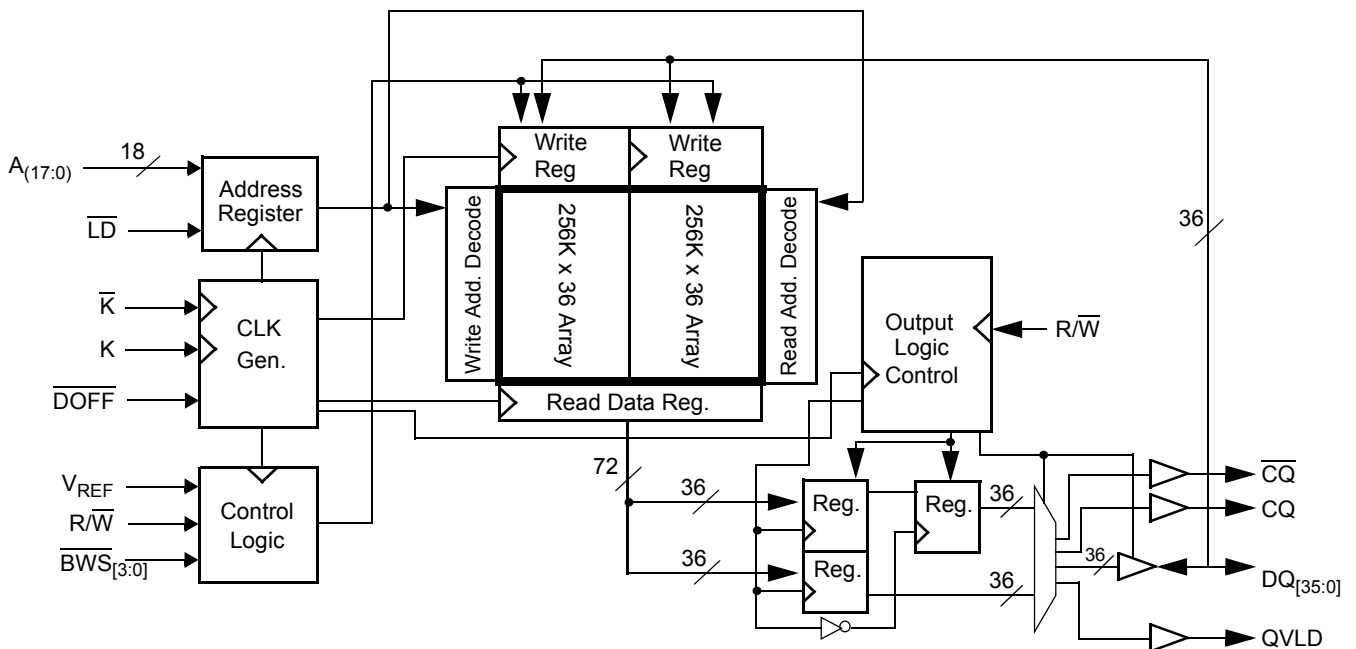 Write
Reg
Write
Reg
18
A(17:0)
Address
Register
LD
Write Add. Decode
256K x 36 Array
256K x 36 Array
Read Add. Decode
36
K
K
CLK
Gen.
DOFF
Output
Logic
Control
R/W
Read Data Reg.
72
VREF
R/W
BWS[3:0]
Control
Logic
36
Reg.
Reg.
36
36
Reg.
36
36
CQ
CQ
DQ[35:0]
QVLD